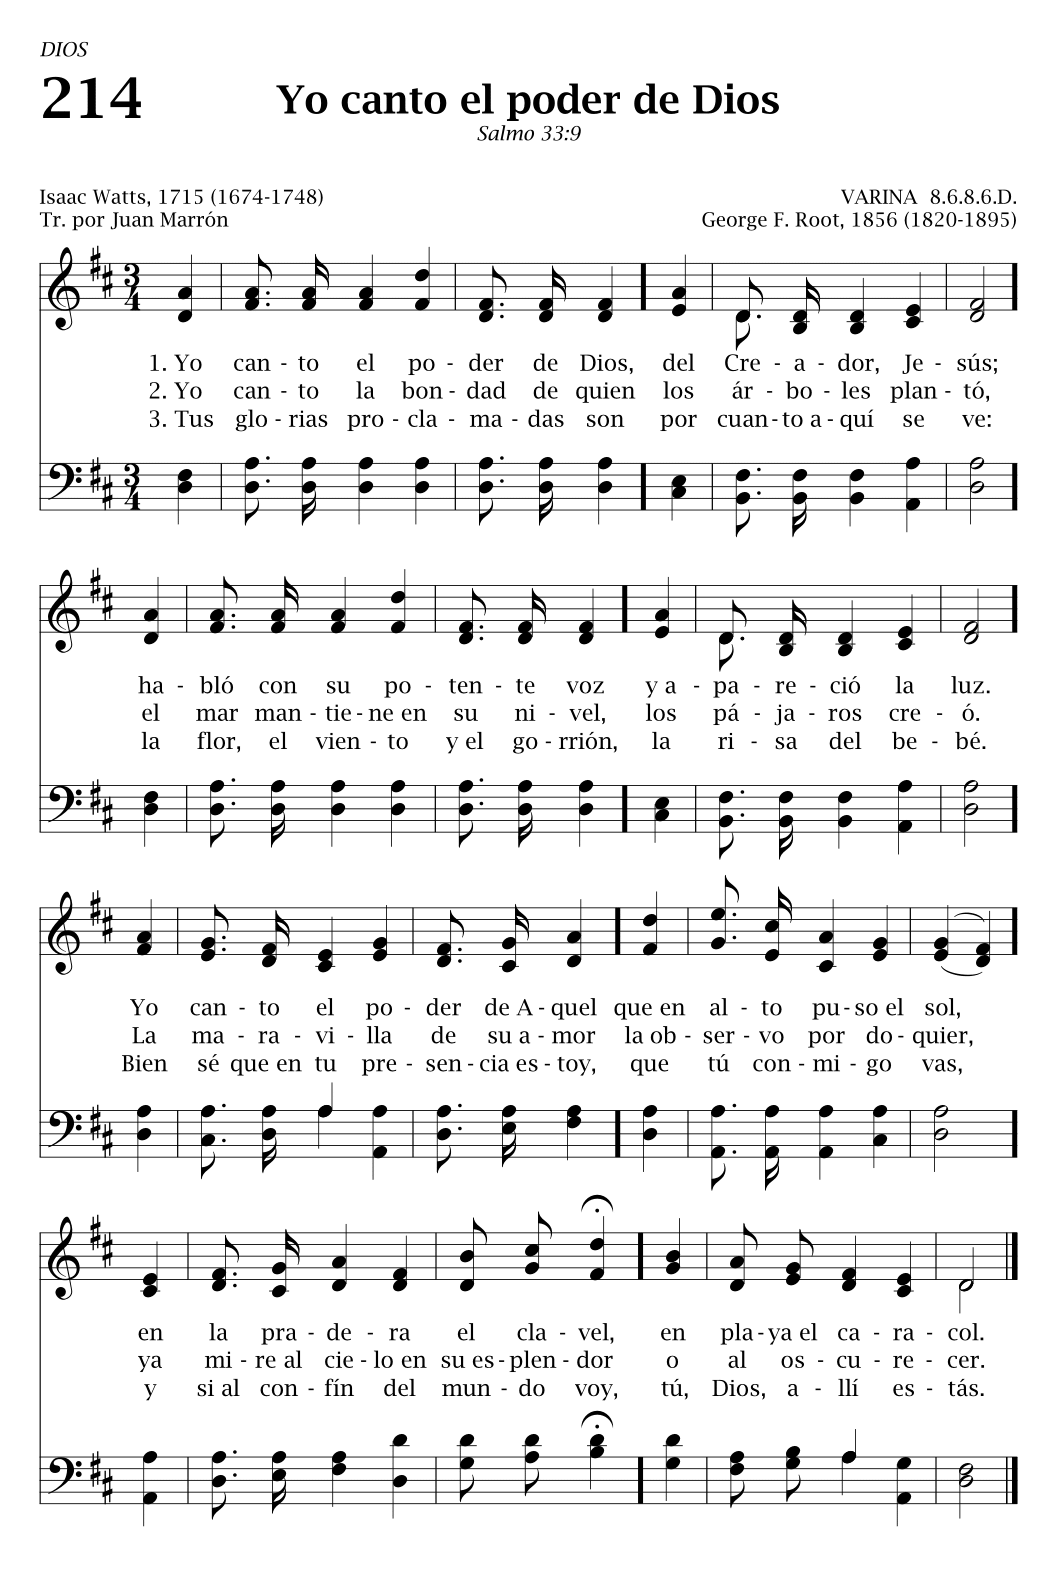 DIOS
214
Yo canto el poder de Dios
Salmo 33:9
Isaac Watts, 1715 (1674-1748)
Tr. por Juan Marrón
VARINA 8.6.8.6.D.
George F. Root, 1856 (1820-1895)
1. Yo can - to el po - der de Dios, del Cre - a - dor, Je - sús;
2. Yo can - to la bon - dad de quien los ár - bo - les plan - tó,
3. Tus glo - rias pro - cla - ma - das son por cuan - to a - quí se ve:
ha - bló con su po - ten - te voz y a - pa - re - ció la luz.
el mar man - tie - ne en su ni - vel, los pá - ja - ros cre - ó.
la flor, el vien - to y el go - rrión, la ri - sa del be - bé.
Yo can - to el po - der de A - quel que en al - to pu - so el sol,
La ma - ra - vi - lla de su a - mor la ob - ser - vo por do - quier,
Bien sé que en tu pre - sen - cia es - toy, que tú con - mi - go vas,
en la pra - de - ra el cla - vel, en pla - ya el ca - ra - col.
ya mi - re al cie - lo en su es - plen - dor o al os - cu - re - cer.
y si al con - fín del mun - do voy, tú, Dios, a - llí es - tás.